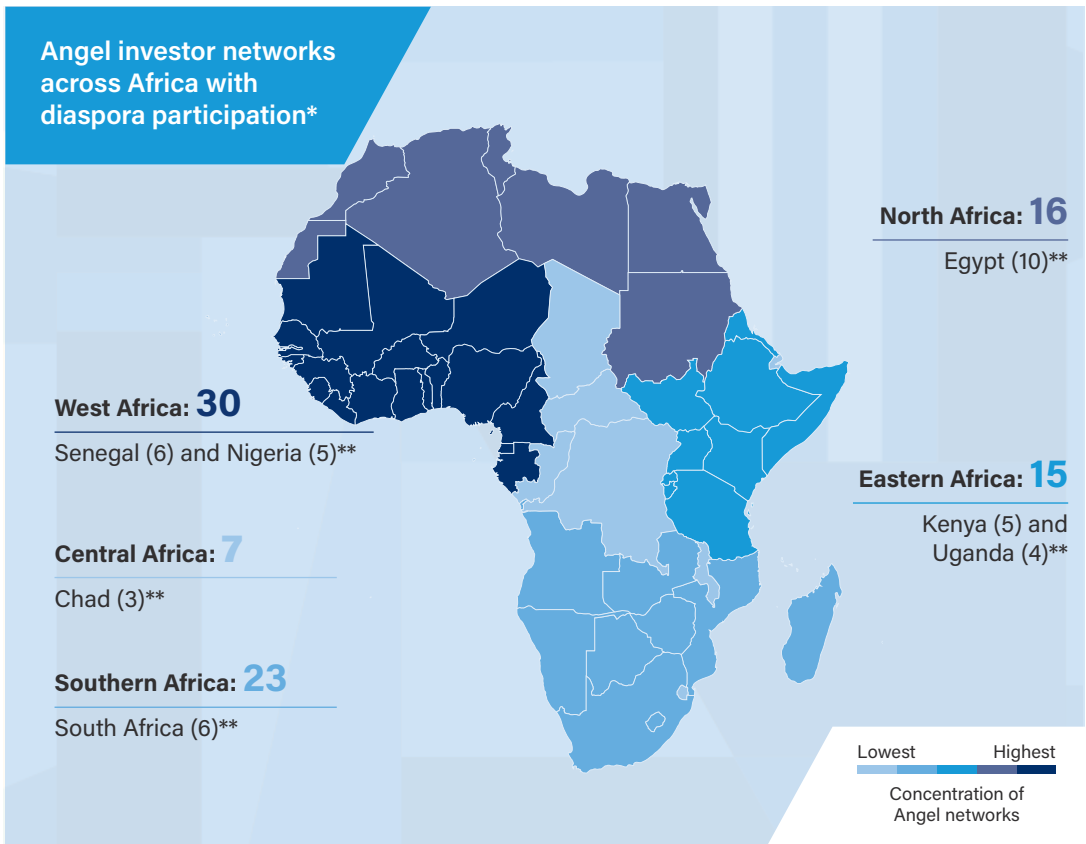 Angel investor networks
across Africa with
diaspora participation*
North Africa: 16
Egypt (10)**
West Africa: 30
Senegal (6) and Nigeria (5)**
Eastern Africa: 15
Kenya (5) and
Uganda (4)**
Central Africa: 7
Chad (3)**
Southern Africa: 23
South Africa (6)**
Lowest Highest
Concentration of
Angel networks